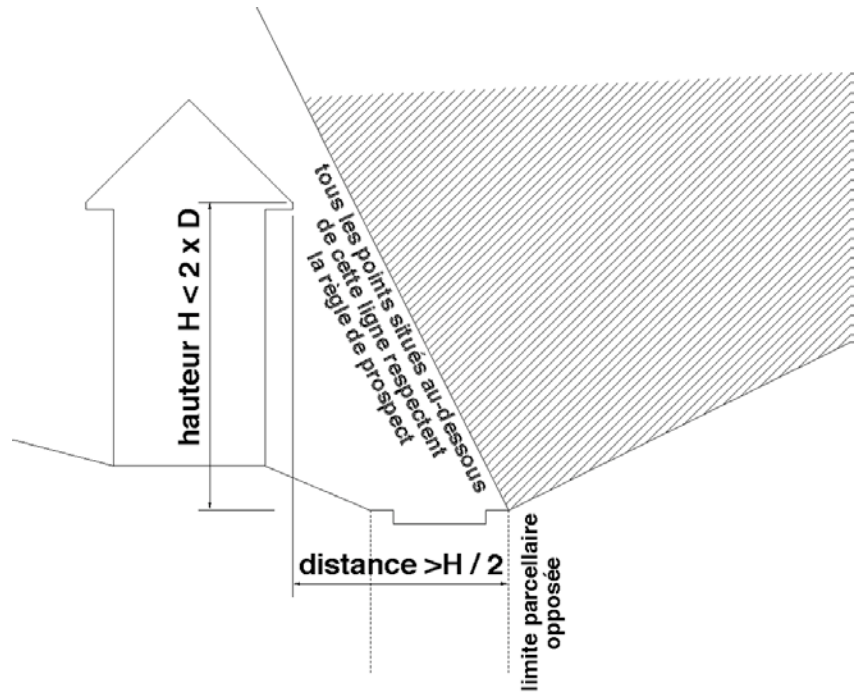 hauteur H < 2 x D
tous les points situés au-dessous
de cette ligne respectent
la règle de prospect
distance >H / 2
limite parcellaire
opposée